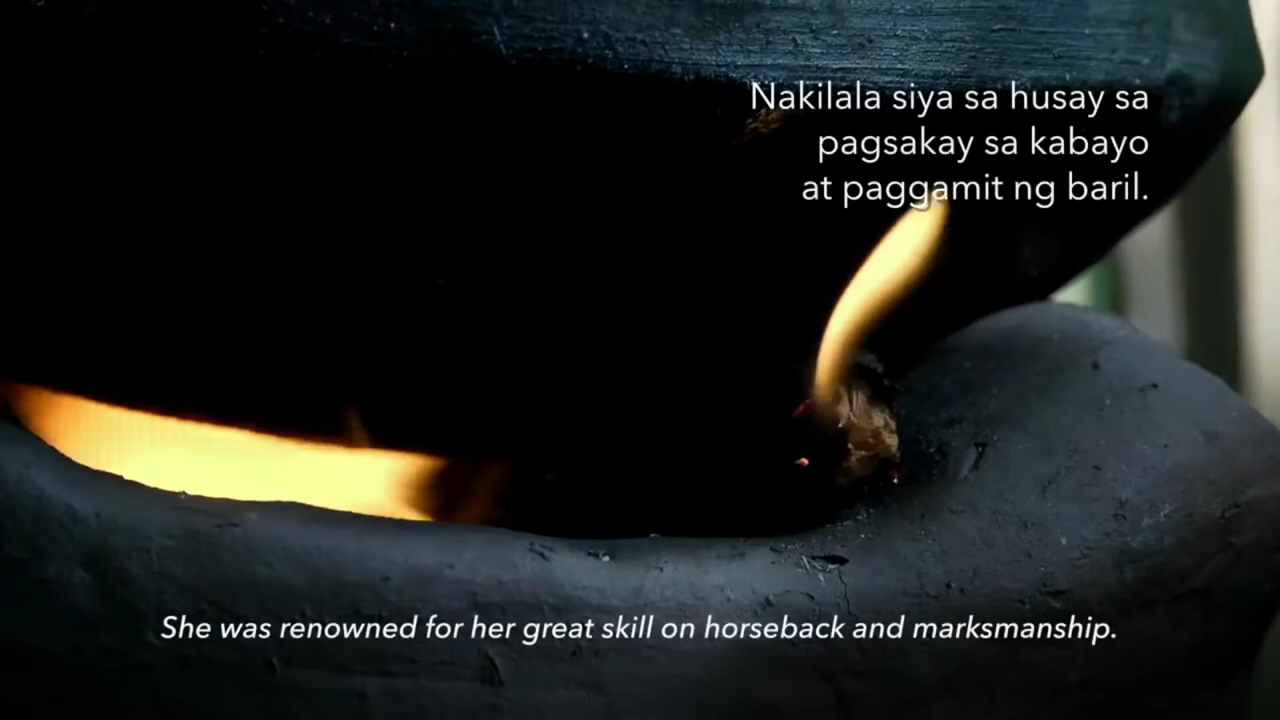 Nakilala siya sa husay sa
pagsakay sa kabayo
at paggamit ng baril.
She was renowned for her great skill on horseback and marksmanship.